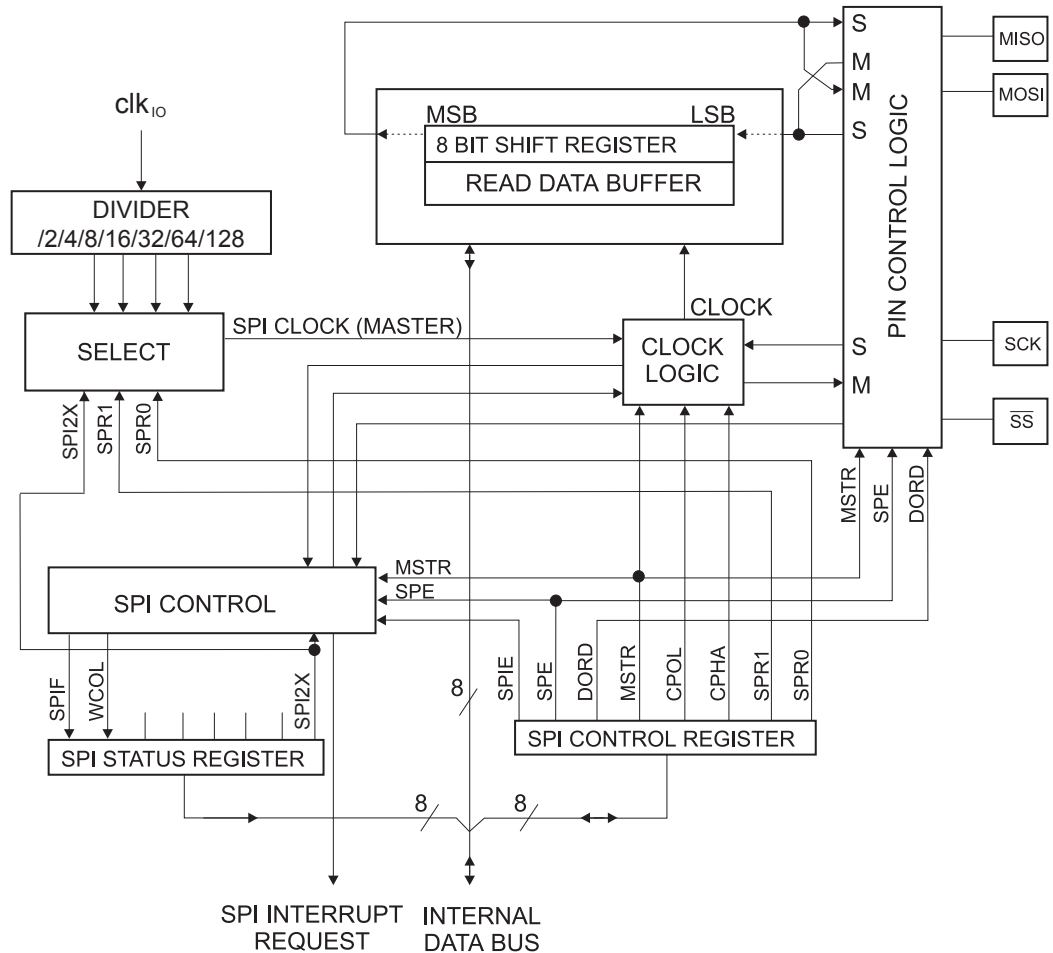 S
MISO
M
M
MOSI
clk IO
MSB
LSB
S
8 BIT SHIFT REGISTER
READ DATA BUFFER
PIN CONTROL LOGIC
DIVIDER
/2/4/8/16/32/64/128
CLOCK
SPI CLOCK (MASTER)
SELECT
CLOCK
LOGIC
S
SCK
M
SPI2X
SPR1
SPR0
SS
MSTR
SPE
DORD
MSTR
SPE
SPI CONTROL
SPIF
WCOL
SPI2X
8
SPIE
SPE
DORD
MSTR
CPOL
CPHA
SPR1
SPR0
SPI STATUS REGISTER
SPI CONTROL REGISTER
8
8
SPI INTERRUPT
REQUEST
INTERNAL
DATA BUS